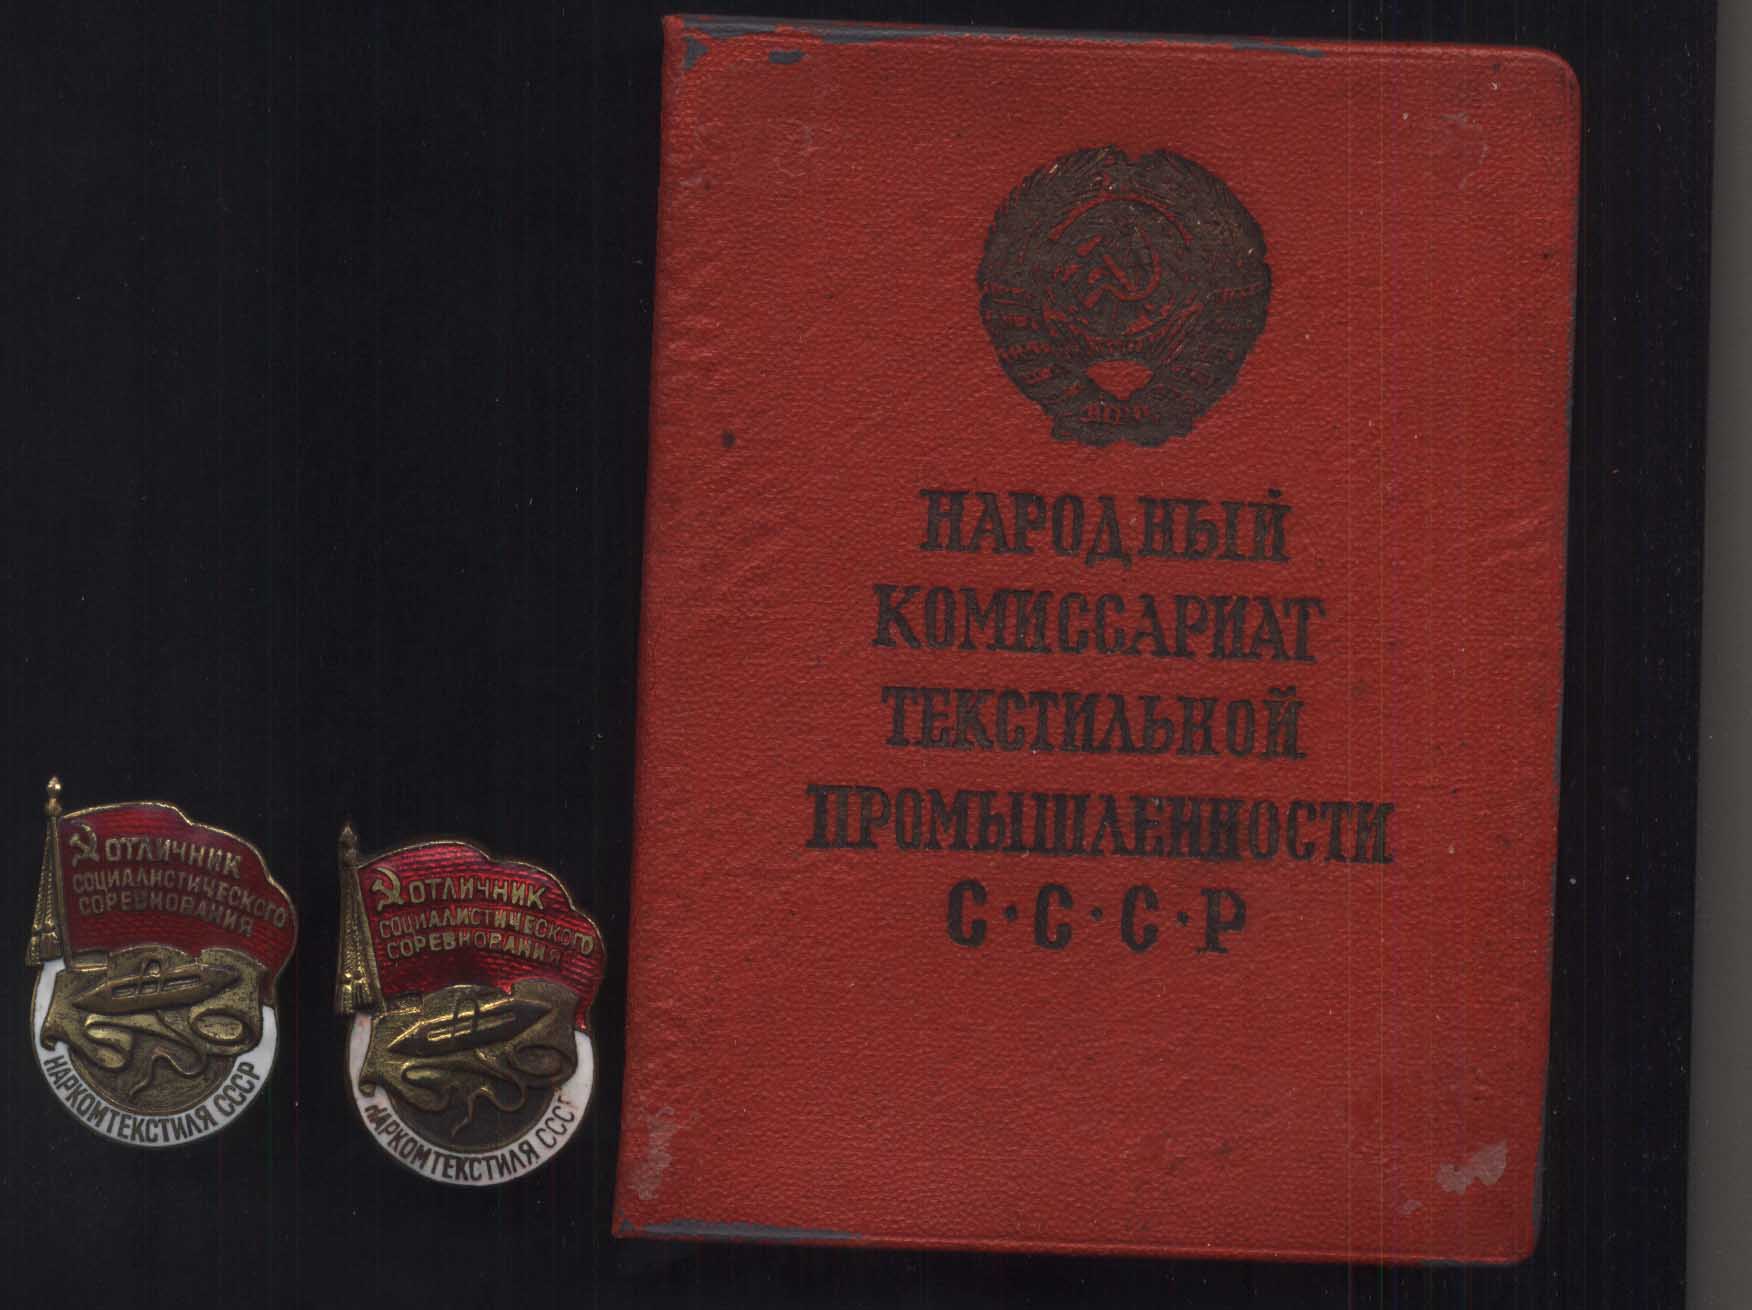 НАРОДНЫЙ
КОМИССАРИАТ
ТЕКСТИЛЬНОЙ
ПРОМЫШЛЕННОСТИ
С·С·С·Р
ОТЛИЧНИК
СОЦИАЛИСТИЧЕСКОГО
СОРЕВНОВАНИЯ
НАРКОМТЕКСТИЛЯ СССР
ОТЛИЧНИК
СОЦИАЛИСТИЧЕСКОГО
СОРЕВНОВАНИЯ
НАРКОМТЕКСТИЛЯ СССР